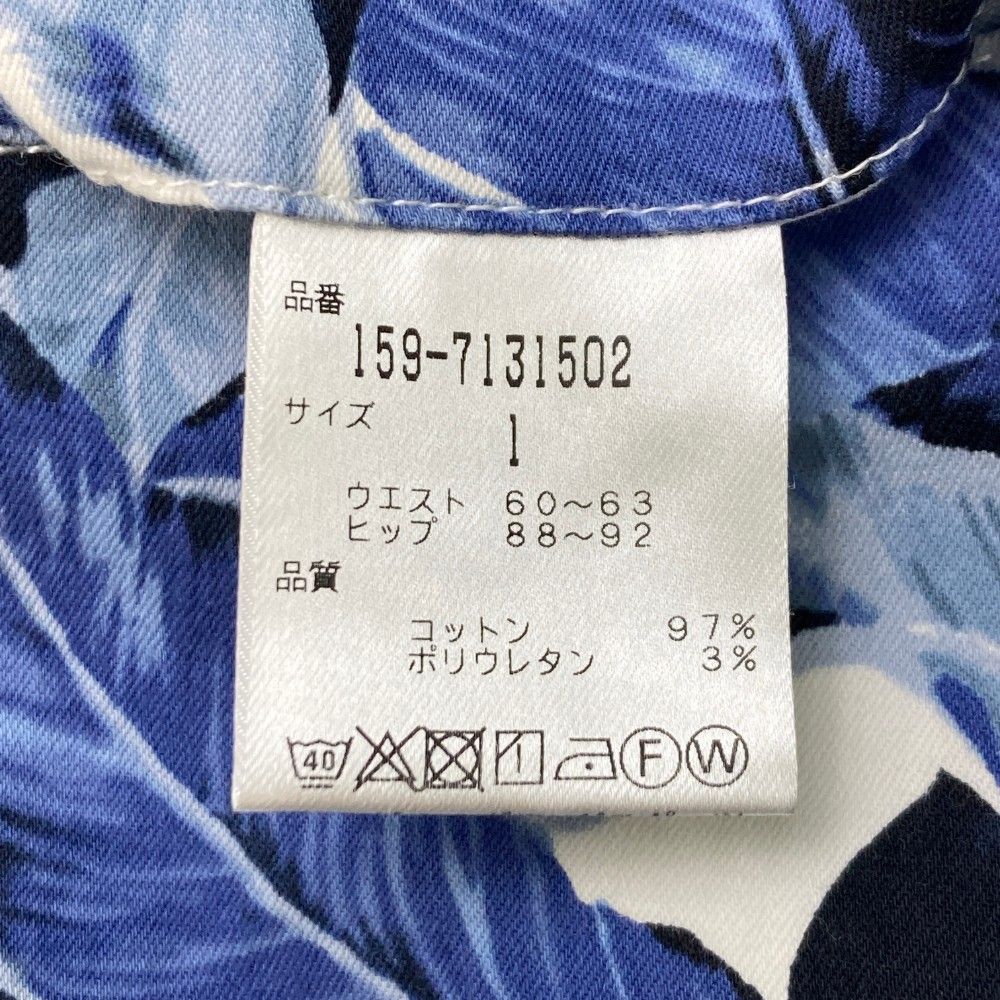 品番
159-7131502
サイズ
1
ウエスト 60〜63
ヒップ 88〜92
品質
コットン 97%
ポリウレタン 3%
40 F W